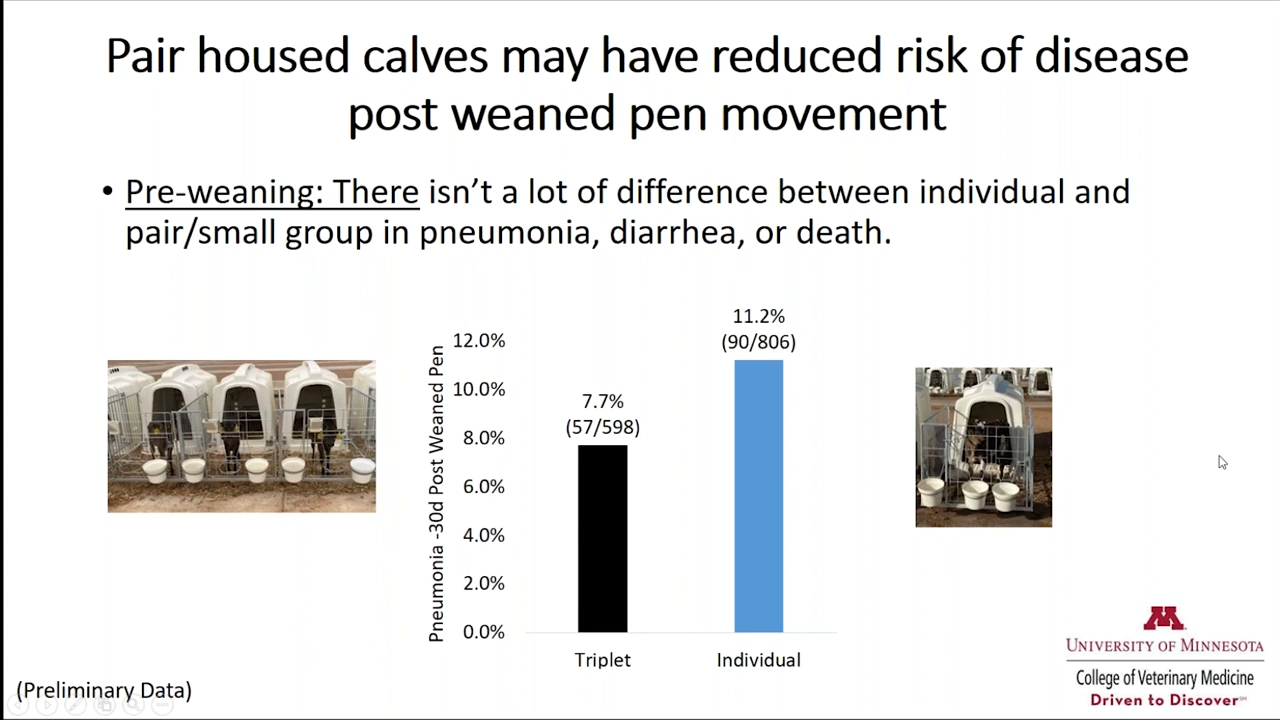 Pair housed calves may have reduced risk of disease
post weaned pen movement
• Pre-weaning: There isn't a lot of difference between individual and
pair/small group in pneumonia, diarrhea, or death.
Pneumonia -30d Post Weaned Pen
12.0%
10.0%
8.0%
6.0%
4.0%
2.0%
0.0%
7.7%
(57/598)
11.2%
(90/806)
Triplet
Individual
(Preliminary Data)
M
UNIVERSITY OF MINNESOTA
College of Veterinary Medicine
Driven to Discover℠